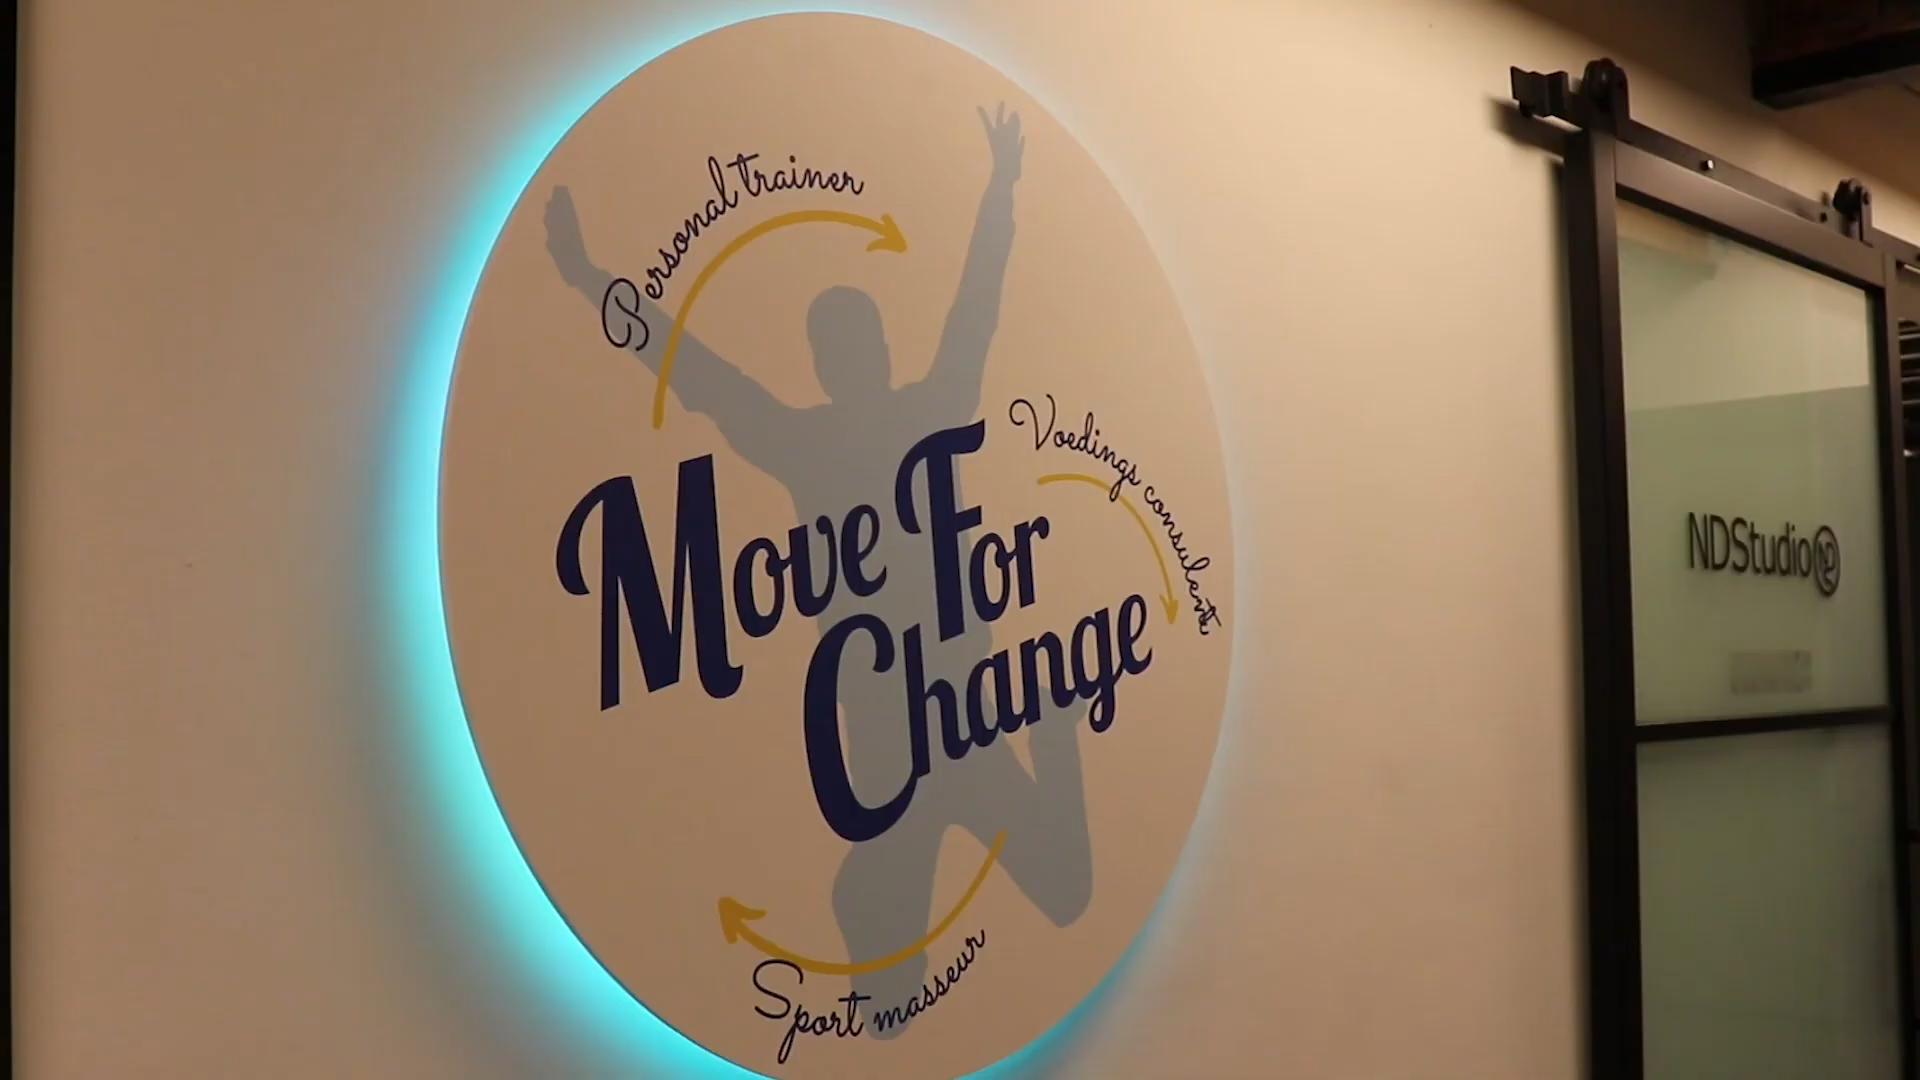 Personal trainer
Voedings consulent
Move For
Change
Sport masseur
NDStudio